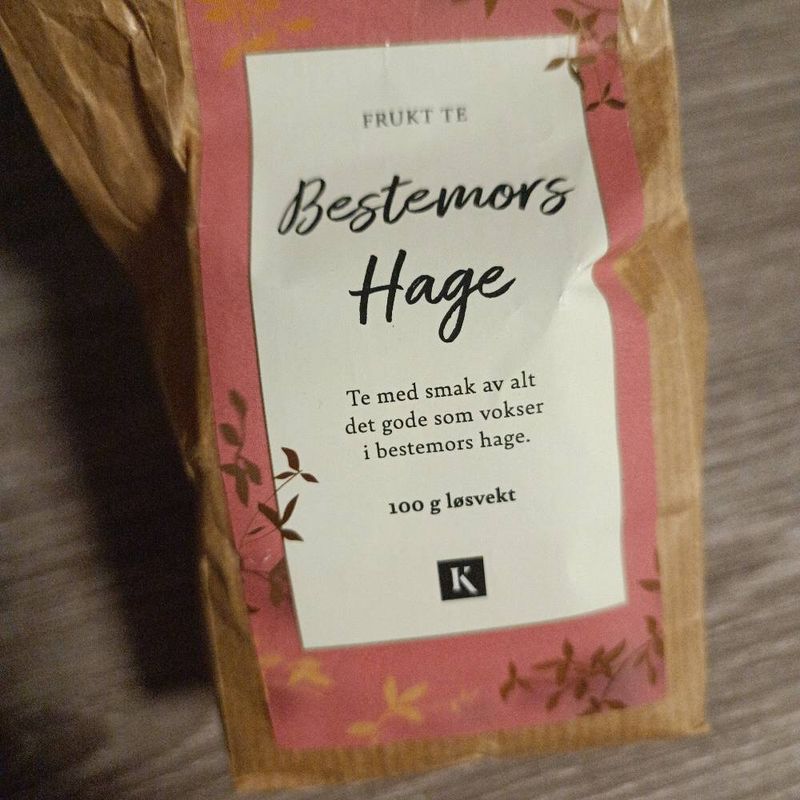 FRUKT TE
Bestemors
Hage
Te med smak av alt
det gode som vokser
i bestemors hage.
100 g løsvekt
K